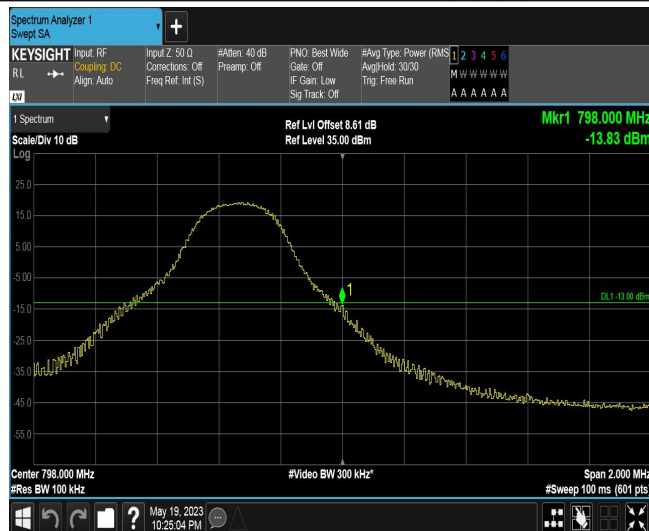 Spectrum Analyzer 1
Swept SA
+
KEYSIGHT
RL
LXI
Input: RF
Coupling: DC
Align: Auto
Input Z: 50 Ω
Corrections: Off
Freq Ref: Int (S)
#Atten: 40 dB
Preamp: Off
PNO: Best Wide
Gate: Off
IF Gain: Low
Sig Track: Off
#Avg Type: Power (RMS
Avg|Hold: 30/30
Trig: Free Run
1 2 3 4 5 6
M W W W W W
A A A A A A
1 Spectrum
Scale/Div 10 dB
Log
Ref Lvl Offset 8.61 dB
Ref Level 35.00 dBm
Mkr1 798.000 MHz
-13.83 dBm
25.0
15.0
5.00
-5.00
-15.0
-25.0
-35.0
-45.0
-55.0
1
DL1 -13.00 dBm
Center 798.000 MHz
#Res BW 100 kHz
#Video BW 300 kHz*
Span 2.000 MHz
#Sweep 100 ms (601 pts)
?
May 19, 2023
10:25:04 PM